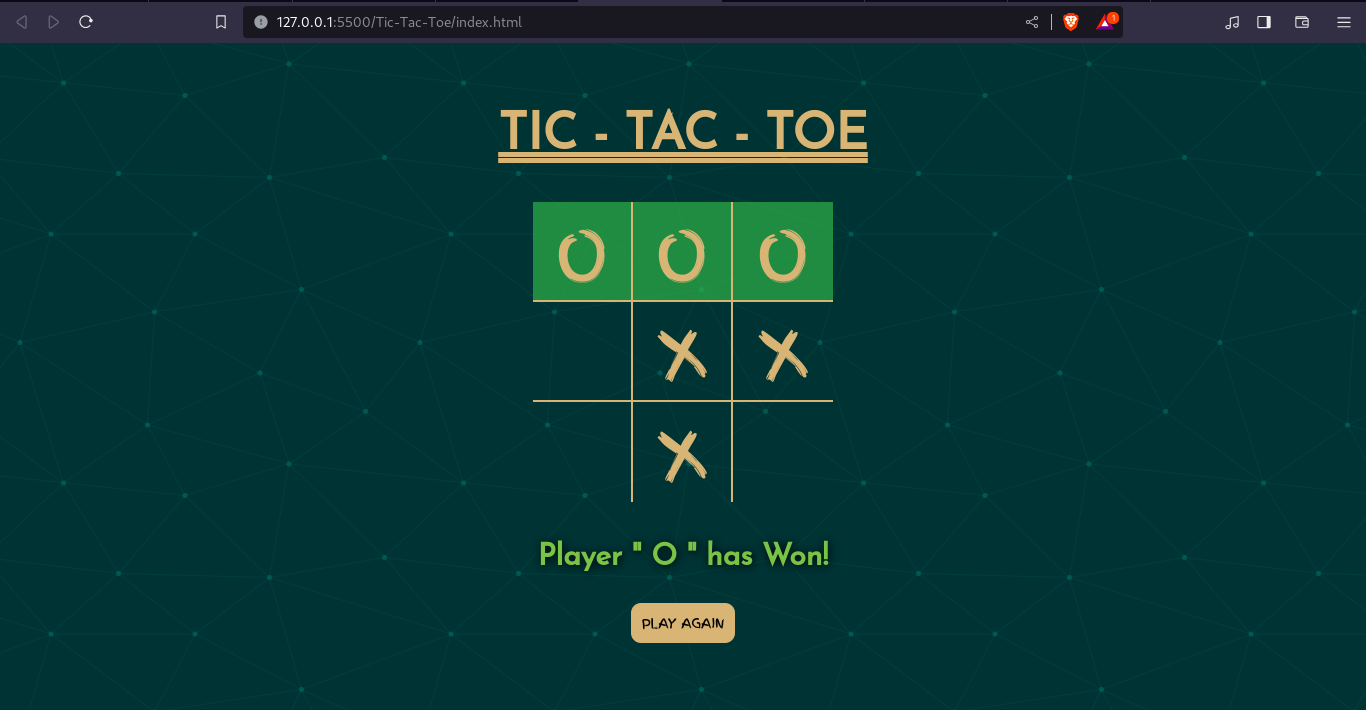 127.0.0.1:5500/Tic-Tac-Toe/index.html
1
TIC - TAC - TOE
O O O
X X
X
Player " O " has Won!
PLAY AGAIN